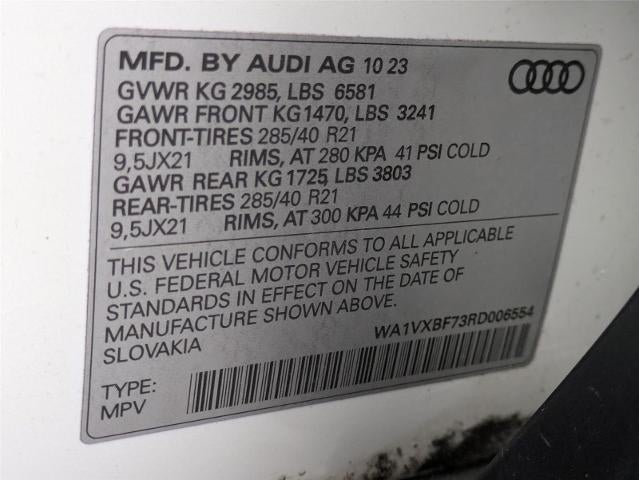 MFD. BY AUDI AG 10 23
GVWR KG 2985, LBS 6581
GAWR FRONT KG 1470, LBS 3241
FRONT-TIRES 285/40 R21
9,5JX21 RIMS, AT 280 KPA 41 PSI COLD
GAWR REAR KG 1725, LBS 3803
REAR-TIRES 285/40 R21
9,5JX21 RIMS, AT 300 KPA 44 PSI COLD
THIS VEHICLE CONFORMS TO ALL APPLICABLE
U.S. FEDERAL MOTOR VEHICLE SAFETY
STANDARDS IN EFFECT ON THE DATE OF
MANUFACTURE SHOWN ABOVE.
SLOVAKIA WA1VXBF73RD006554
TYPE:
MPV